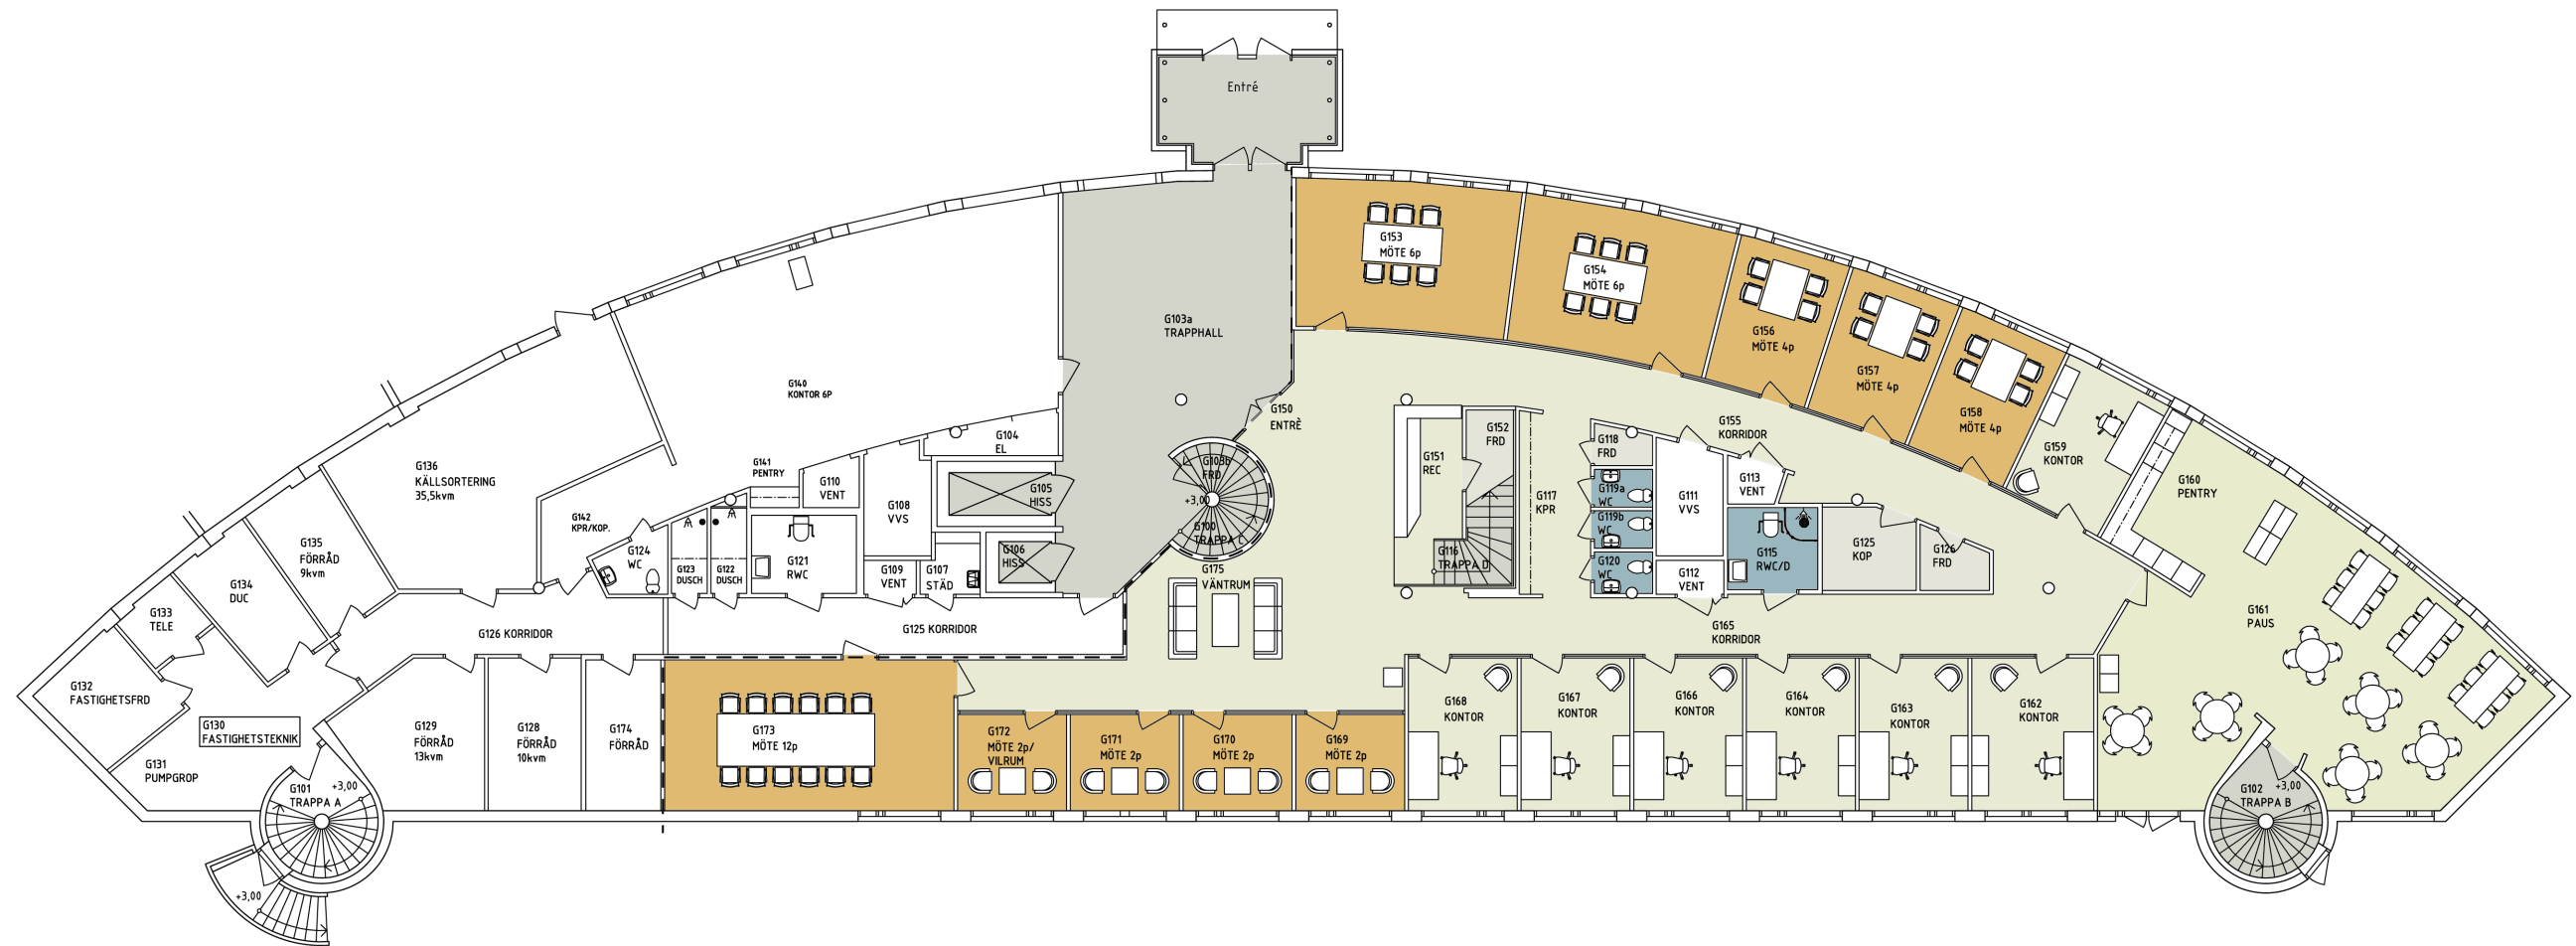 Entré
G153
MÖTE 6p
G154
MÖTE 6p
G103a
TRAPPHALL
G156
MÖTE 4p
G157
MÖTE 4p
G158
MÖTE 4p
G140
KONTOR 6P
G150
ENTRÈ
G155
KORRIDOR
G152
FRD
G151
REC
G118
FRD
G159
KONTOR
G104
EL
G136
KÄLLSORTERING
35,5kvm
G141
PENTRY
G110
VENT
G103b
FRD
+3,00
G100
TRAPPA C
G105
HISS
G108
VVS
G117
KPR
G119a
WC
G119b
WC
G120
WC
G111
VVS
G113
VENT
G160
PENTRY
G142
KPR/KOP.
G135
FÖRRÅD
9kvm
G124
WC
G123
DUSCH
G122
DUSCH
G121
RWC
G109
VENT
G107
STÄD
G106
HISS
G116
TRAPPA D
G112
VENT
G115
RWC/D
G125
KOP
G126
FRD
G134
DUC
G175
VÄNTRUM
G133
TELE
G126 KORRIDOR
G125 KORRIDOR
G165
KORRIDOR
G161
PAUS
G132
FASTIGHETSFRD
G130
FASTIGHETSTEKNIK
G131
PUMPGROP
G129
FÖRRÅD
13kvm
G128
FÖRRÅD
10kvm
G174
FÖRRÅD
G173
MÖTE 12p
G172
MÖTE 2p/
VILRUM
G171
MÖTE 2p
G170
MÖTE 2p
G169
MÖTE 2p
G168
KONTOR
G167
KONTOR
G166
KONTOR
G164
KONTOR
G163
KONTOR
G162
KONTOR
G101
TRAPPA A
+3,00
G102
TRAPPA B
+3,00
+3,00